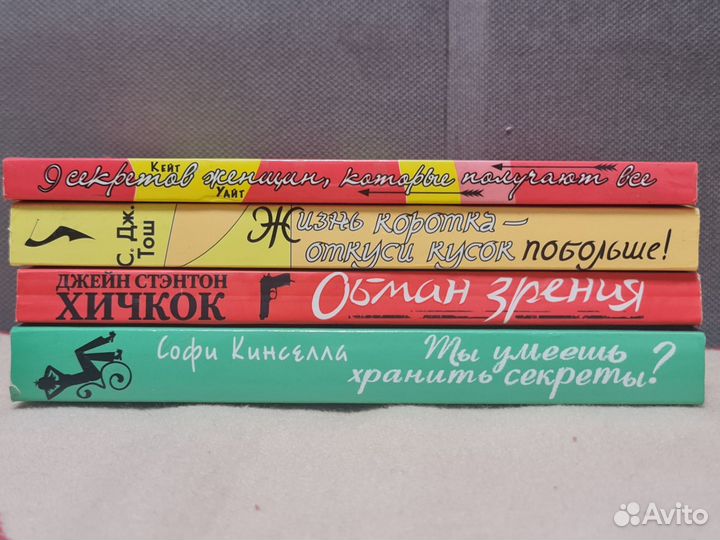 Кейт
Уайт
9 секретов женщин, которые получают все
С. Дж.
Тош
Жизнь коротка –
откуси кусок побольше!
ДЖЕЙН СТЭНТОН
ХИЧКОК
Обман зрения
Софи Кинселла
Ты умеешь
хранить секреты?
Avito